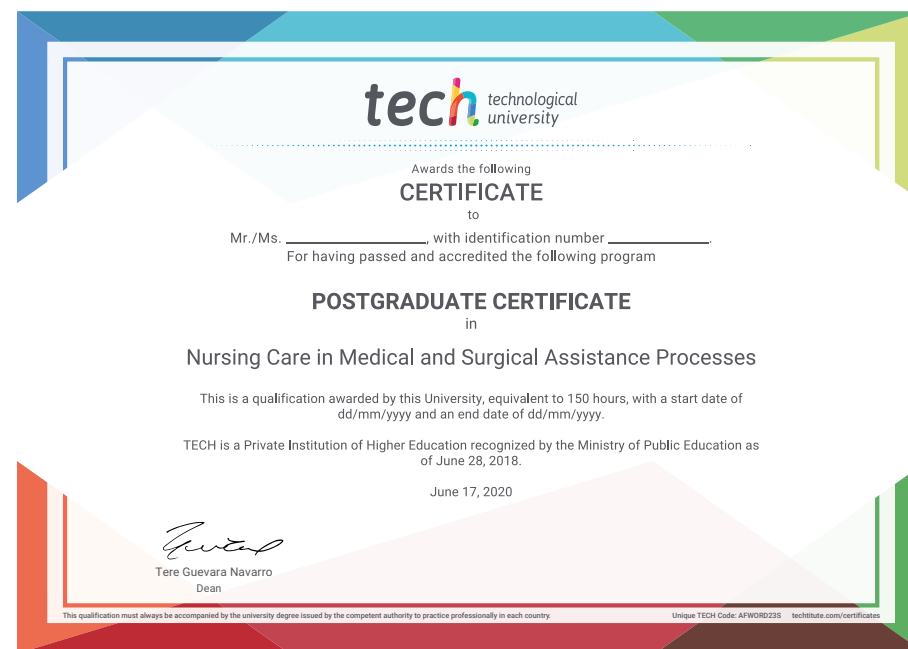 tech technological
university
Awards the following
CERTIFICATE
to
Mr./Ms. ____________________, with identification number ______________.
For having passed and accredited the following program
POSTGRADUATE CERTIFICATE
in
Nursing Care in Medical and Surgical Assistance Processes
This is a qualification awarded by this University, equivalent to 150 hours, with a start date of
dd/mm/yyyy and an end date of dd/mm/yyyy.
TECH is a Private Institution of Higher Education recognized by the Ministry of Public Education as
of June 28, 2018.
June 17, 2020
Tere Guevara Navarro
Dean
This qualification must always be accompanied by the university degree issued by the competent authority to practice professionally in each country. Unique TECH Code: AFWORD23S techtitute.com/certificates